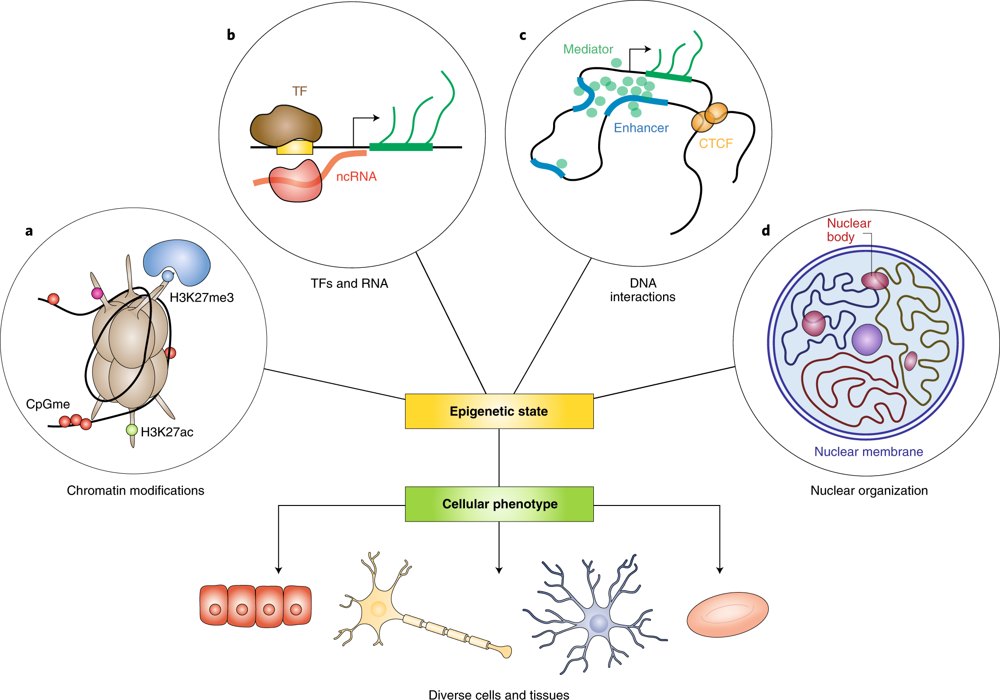 a
H3K27me3
CpGme
H3K27ac
Chromatin modifications
b
TF
ncRNA
TFs and RNA
c
Mediator
Enhancer
CTCF
DNA
interactions
d
Nuclear
body
Nuclear membrane
Nuclear organization
Epigenetic state
Cellular phenotype
Diverse cells and tissues